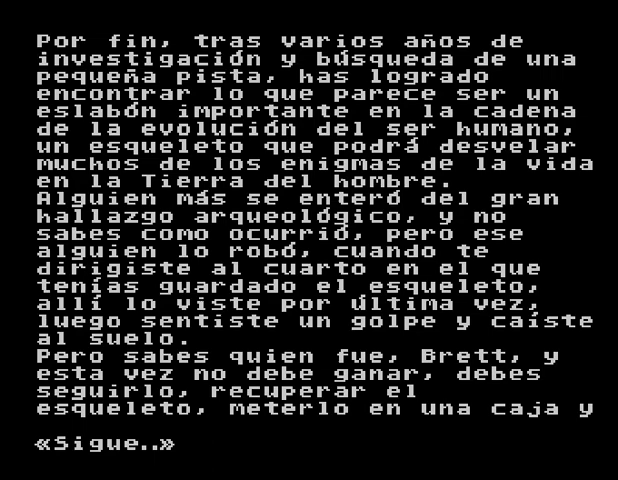 Por fin, tras varios años de
investigación y búsqueda de una
pequeña pista, has logrado
encontrar lo que parece ser un
eslabón importante en la cadena
de la evolución del ser humano,
un esqueleto que podrá desvelar
muchos de los enigmas de la vida
en la Tierra del hombre.
Alguien más se enteró del gran
hallazgo arqueológico, y no
sabes como ocurrió, pero ese
alguien lo robó, cuando te
dirigiste al cuarto en el que
tenías guardado el esqueleto,
allí lo viste por última vez,
luego sentiste un golpe y caíste
al suelo.
Pero sabes quien fue, Brett, y
esta vez no debe ganar, debes
seguirlo, recuperar el
esqueleto, meterlo en una caja y
«Sigue..»